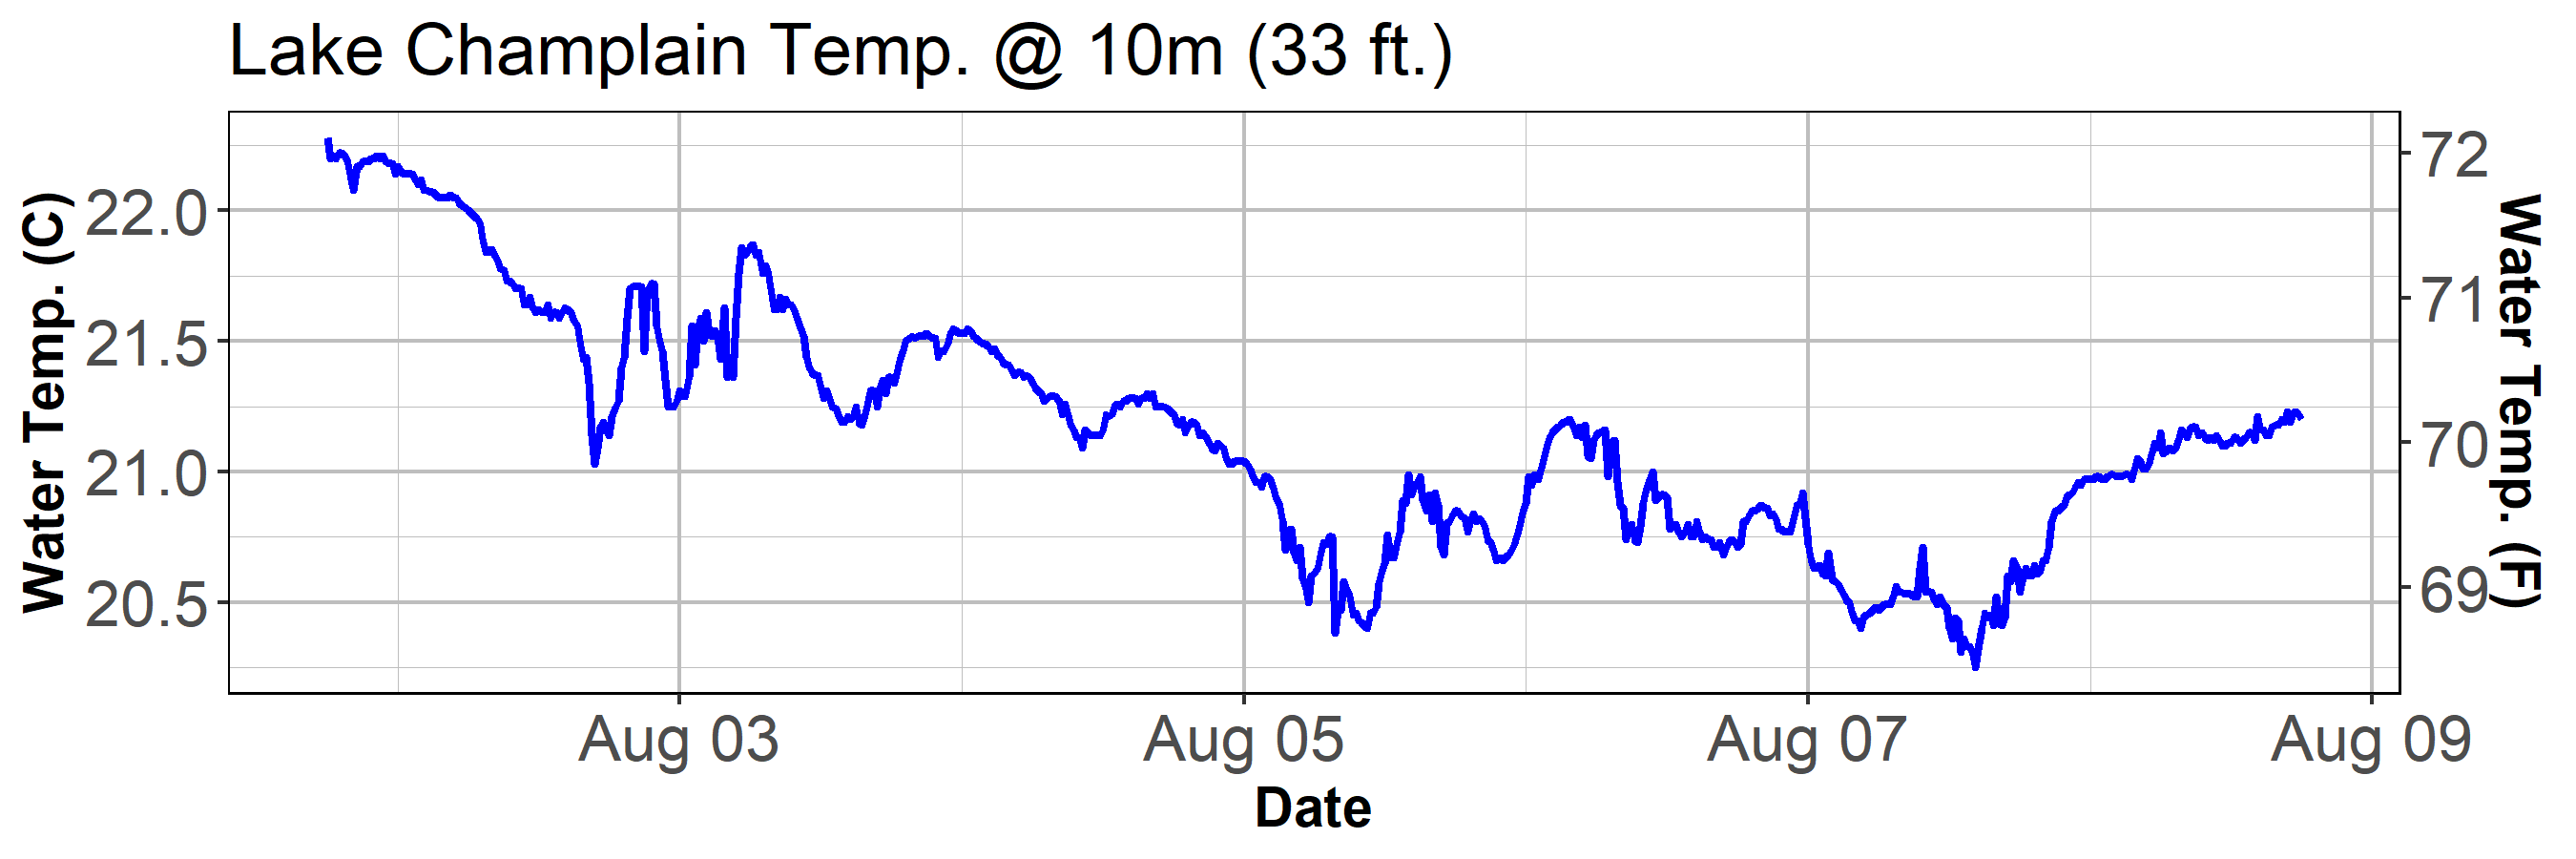 Lake Champlain Temp. @ 10m (33 ft.)
Water Temp. (C)
22.0
21.5
21.0
20.5
72
71
70
69
Water Temp. (F)
Aug 03
Aug 05
Aug 07
Aug 09
Date